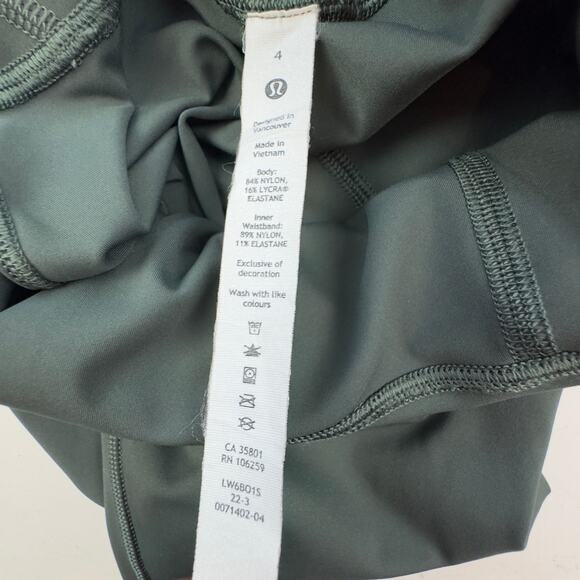 4
Designed in
Vancouver
Made in
Vietnam
Body:
84% NYLON,
16% LYCRA®
ELASTANE
Inner
Waistband:
89% NYLON,
11% ELASTANE
Exclusive of
decoration
Wash with like
colours
CA 35801
RN 106259
LW6BO1S
22-3
0071402-04